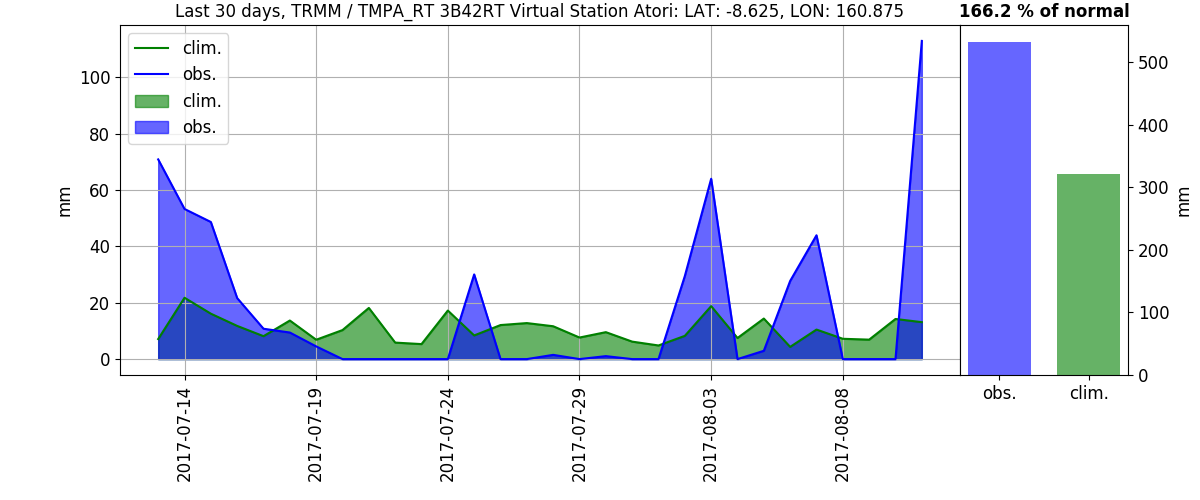 Last 30 days, TRMM / TMPA_RT 3B42RT Virtual Station Atori: LAT: -8.625, LON: 160.875
166.2 % of normal
clim.
obs.
clim.
obs.
mm
100
80
60
40
20
0
2017-07-14
2017-07-19
2017-07-24
2017-07-29
2017-08-03
2017-08-08
500
400
300
200
100
0
mm
obs.
clim.